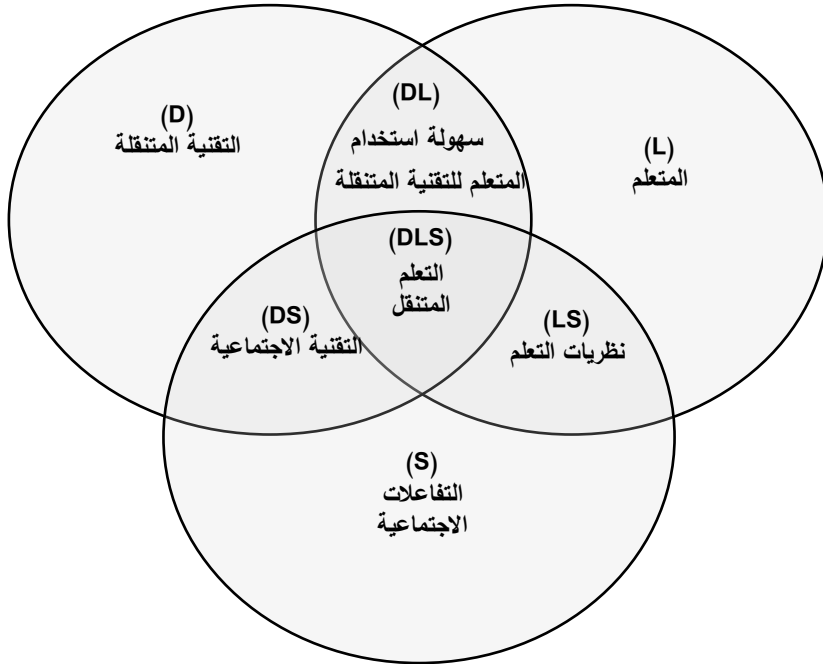 (DL)
سهولة استخدام
المتعلم للتقنية المتنقلة
(D)
التقنية المتنقلة
(L)
المتعلم
(DLS)
التعلم
المتنقل
(DS)
التقنية الاجتماعية
(LS)
نظريات التعلم
(S)
التفاعلات
الاجتماعية